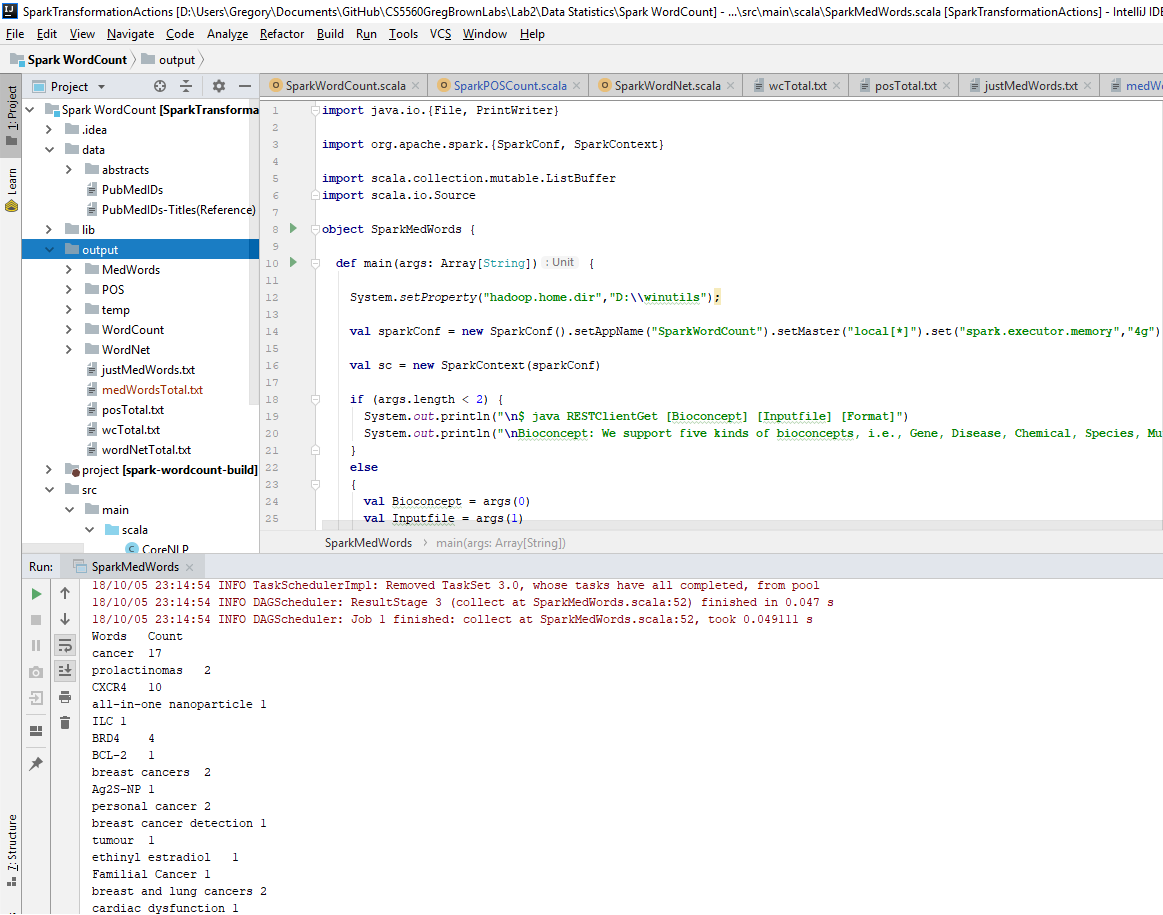 SparkTransformationActions [D:\Users\Gregory\Documents\GitHub\CS5560GregBrownLabs\Lab2\Data Statistics\Spark WordCount] - ...\src\main\scala\SparkMedWords.scala [SparkTransformationActions] - IntelliJ IDE
File Edit View Navigate Code Analyze Refactor Build Run Tools VCS Window Help
Spark WordCount output
Project
SparkWordCount.scala SparkPOSCount.scala SparkWordNet.scala wcTotal.txt posTotal.txt justMedWords.txt medWo
1: Project
Learn
7: Structure
Spark WordCount [SparkTransforma
.idea
data
abstracts
PubMedIDs
PubMedIDs-Titles(Reference)
lib
output
MedWords
POS
temp
WordCount
WordNet
justMedWords.txt
medWordsTotal.txt
posTotal.txt
wcTotal.txt
wordNetTotal.txt
project [spark-wordcount-build]
src
main
scala
CoreNLP
1 import java.io.{File, PrintWriter}
2
3 import org.apache.spark.{SparkConf, SparkContext}
4
5 import scala.collection.mutable.ListBuffer
6 import scala.io.Source
7
8 object SparkMedWords {
9
10 def main(args: Array[String]) : Unit {
11
12 System.setProperty("hadoop.home.dir","D:\\winutils");
13
14 val sparkConf = new SparkConf().setAppName("SparkWordCount").setMaster("local[*]").set("spark.executor.memory","4g")
15
16 val sc = new SparkContext(sparkConf)
17
18 if (args.length < 2) {
19 System.out.println("\n$ java RESTClientGet [Bioconcept] [Inputfile] [Format]")
20 System.out.println("\nBioconcept: We support five kinds of bioconcepts, i.e., Gene, Disease, Chemical, Species, Mu
21 }
22 else
23 {
24 val Bioconcept = args(0)
25 val Inputfile = args(1)
SparkMedWords main(args: Array[String])
Run: SparkMedWords
18/10/05 23:14:54 INFO TaskSchedulerImpl: Removed TaskSet 3.0, whose tasks have all completed, from pool
18/10/05 23:14:54 INFO DAGScheduler: ResultStage 3 (collect at SparkMedWords.scala:52) finished in 0.047 s
18/10/05 23:14:54 INFO DAGScheduler: Job 1 finished: collect at SparkMedWords.scala:52, took 0.049111 s
Words Count
cancer 17
prolactinomas 2
CXCR4 10
all-in-one nanoparticle 1
ILC 1
BRD4 4
BCL-2 1
breast cancers 2
Ag2S-NP 1
personal cancer 2
breast cancer detection 1
tumour 1
ethinyl estradiol 1
Familial Cancer 1
breast and lung cancers 2
cardiac dysfunction 1